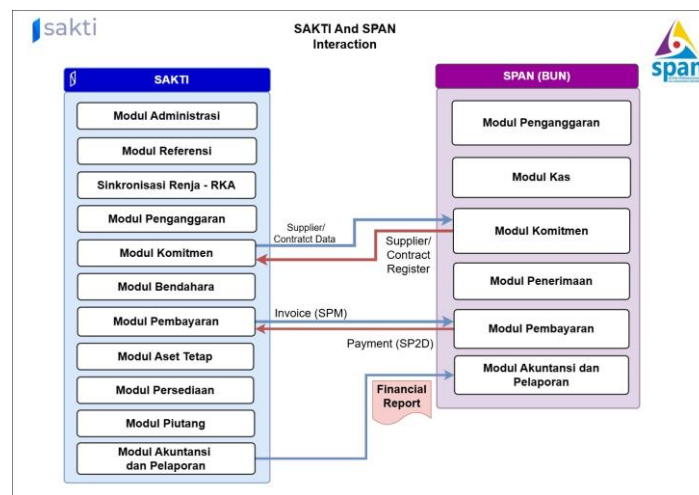 sakti
SAKTI And SPAN
Interaction
span
SAKTI
Modul Administrasi
Modul Referensi
Sinkronisasi Renja - RKA
Modul Penganggaran
Modul Komitmen
Modul Bendahara
Modul Pembayaran
Modul Aset Tetap
Modul Persediaan
Modul Piutang
Modul Akuntansi
dan Pelaporan
Supplier/
Contratct Data
Supplier/
Contract
Register
Invoice (SPM)
Payment (SP2D)
Financial
Report
SPAN (BUN)
Modul Penganggaran
Modul Kas
Modul Komitmen
Modul Penerimaan
Modul Pembayaran
Modul Akuntansi dan
Pelaporan